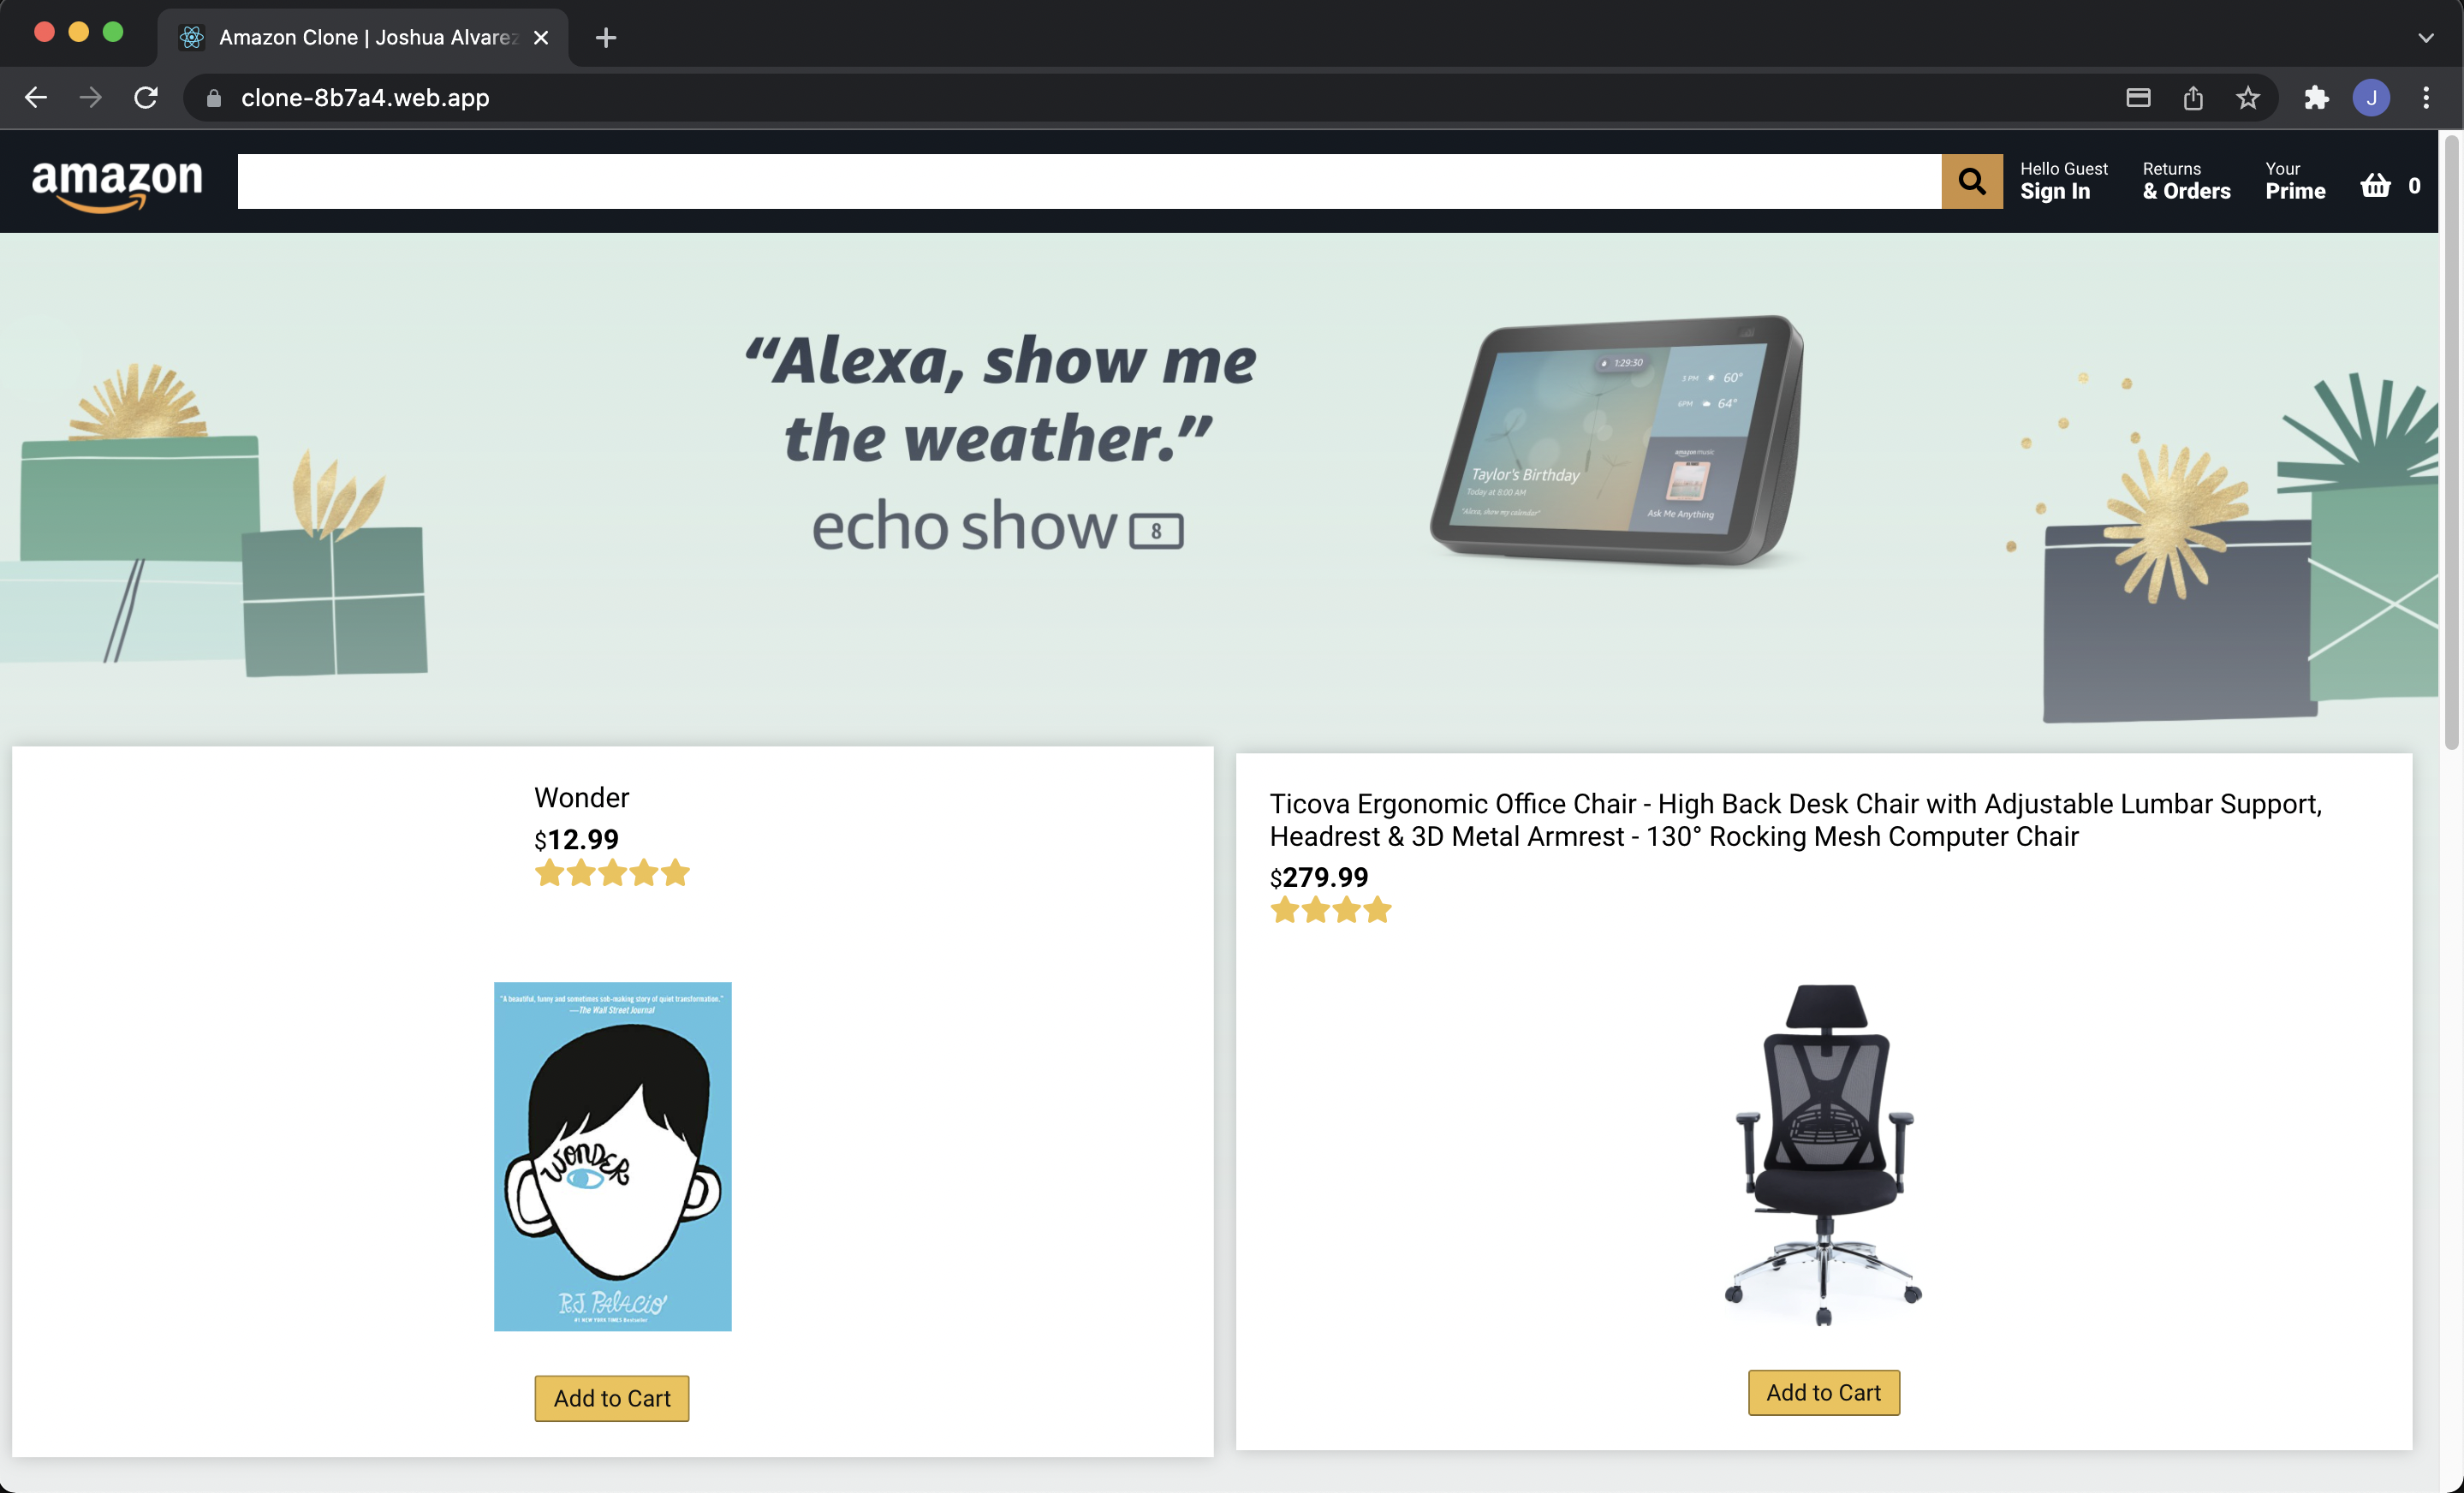 Amazon Clone | Joshua Alvarez
clone-8b7a4.web.app
J
amazon
Hello Guest
Sign In
Returns
& Orders
Your
Prime
0
“Alexa, show me
the weather.”
echo show 8
1:29:30
3 PM 60°
6PM 64°
Taylor's Birthday
Today at 8:00 AM
"Alexa, show my calendar"
amazon music
Ask Me Anything
Wonder
$12.99
"A beautiful, funny and sometimes sob-making story of quiet transformation."
—The Wall Street Journal
WONDER
R.J. PALACIO
#1 NEW YORK TIMES Bestseller
Add to Cart
Ticova Ergonomic Office Chair - High Back Desk Chair with Adjustable Lumbar Support,
Headrest & 3D Metal Armrest - 130° Rocking Mesh Computer Chair
$279.99
Add to Cart